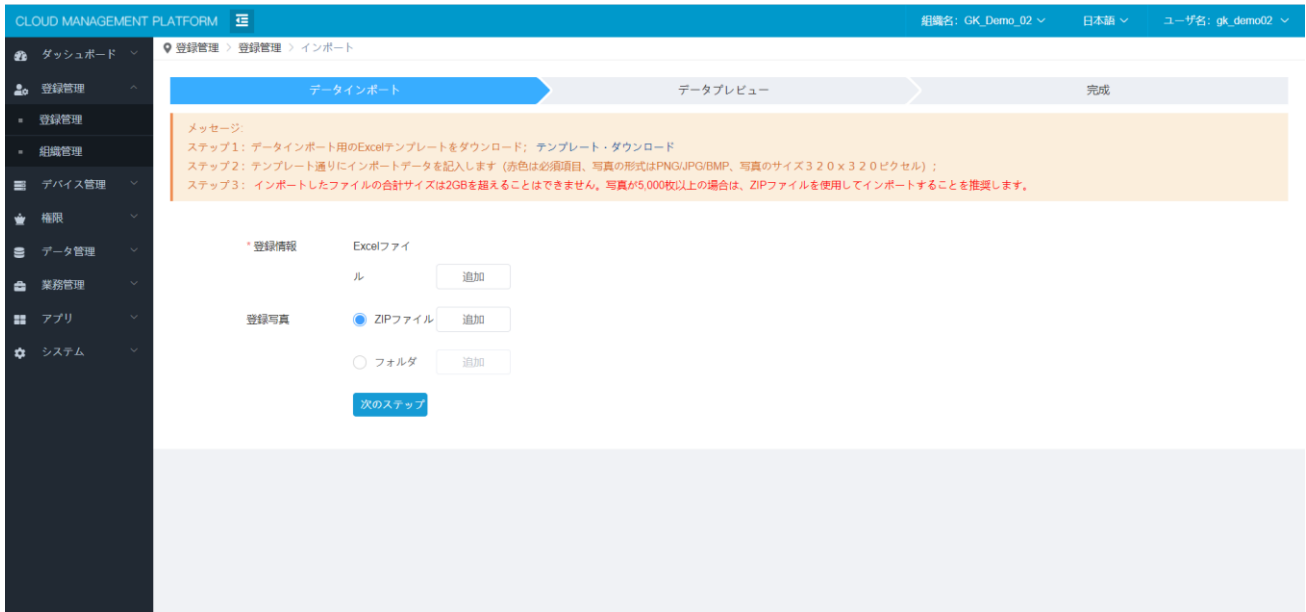 CLOUD MANAGEMENT PLATFORM
組織名: GK_Demo_02
日本語
ユーザ名: gk_demo02
ダッシュボード
登録管理
登録管理
組織管理
デバイス管理
権限
データ管理
業務管理
アプリ
システム
登録管理 > 登録管理 > インポート
データインポート
データプレビュー
完成
メッセージ:
ステップ1: データインポート用のExcelテンプレートをダウンロード; テンプレート・ダウンロード
ステップ2: テンプレート通りにインポートデータを記入します (赤色は必須項目、写真の形式はPNG/JPG/BMP、写真のサイズ３２０ｘ３２０ピクセル) ;
ステップ3: インポートしたファイルの合計サイズは2GBを超えることはできません。写真が5,000枚以上の場合は、ZIPファイルを使用してインポートすることを推奨します。
* 登録情報
Excelファイ
ル
追加
登録写真
ZIPファイル
追加
フォルダ
追加
次のステップ